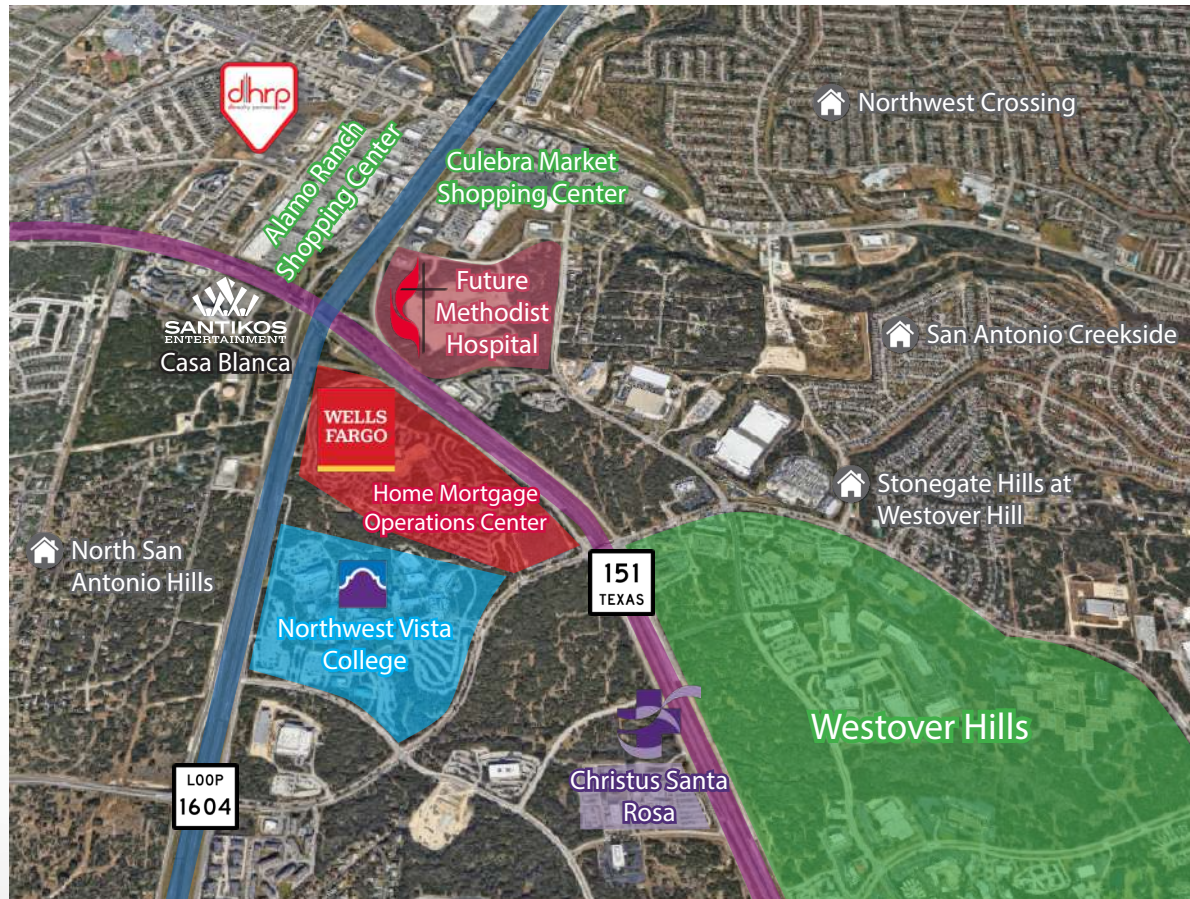 dhrp
Northwest Crossing
Alamo Ranch
Shopping Center
Culebra Market
Shopping Center
Future
Methodist
Hospital
SANTIKOS
ENTERTAINMENT
Casa Blanca
San Antonio Creekside
WELLS
FARGO
Home Mortgage
Operations Center
Stonegate Hills at
Westover Hill
North San
Antonio Hills
151
TEXAS
Northwest Vista
College
Westover Hills
LOOP
1604
Christus Santa
Rosa